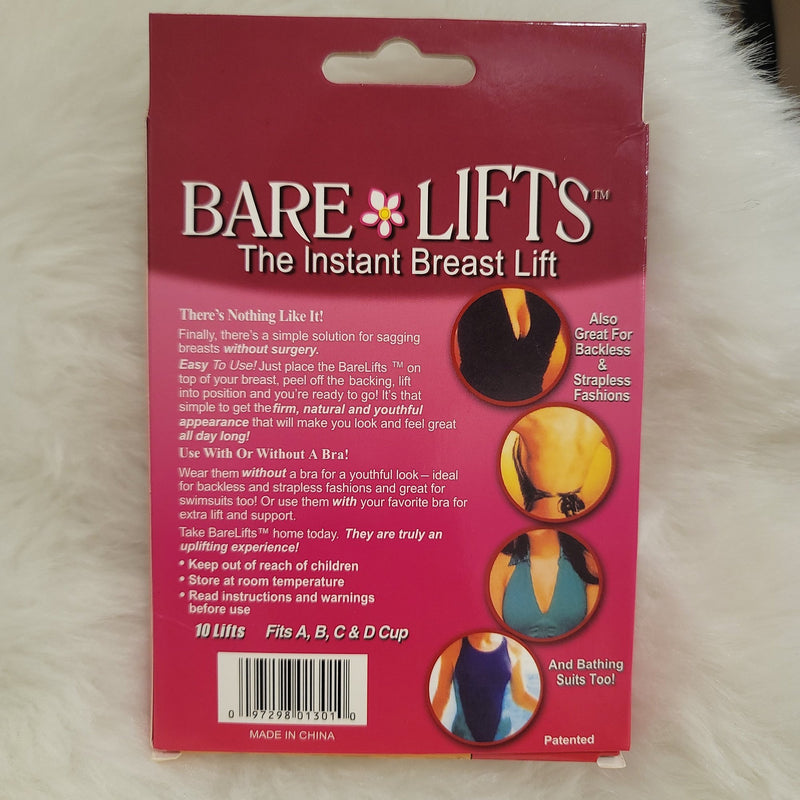 BARE LIFTS™
The Instant Breast Lift
There's Nothing Like It!
Finally, there's a simple solution for sagging
breasts without surgery.
Easy To Use! Just place the BareLifts ™ on
top of your breast, peel off the backing, lift
into position and you're ready to go! It's that
simple to get the firm, natural and youthful
appearance that will make you look and feel great
all day long!
Use With Or Without A Bra!
Wear them without a bra for a youthful look – ideal
for backless and strapless fashions and great for
swimsuits too! Or use them with your favorite bra for
extra lift and support.
Take BareLifts™ home today. They are truly an
uplifting experience!
• Keep out of reach of children
• Store at room temperature
• Read instructions and warnings
before use
10 Lifts Fits A, B, C & D Cup
0 97298 01301 0
MADE IN CHINA
Also
Great For
Backless
&
Strapless
Fashions
And Bathing
Suits Too!
Patented